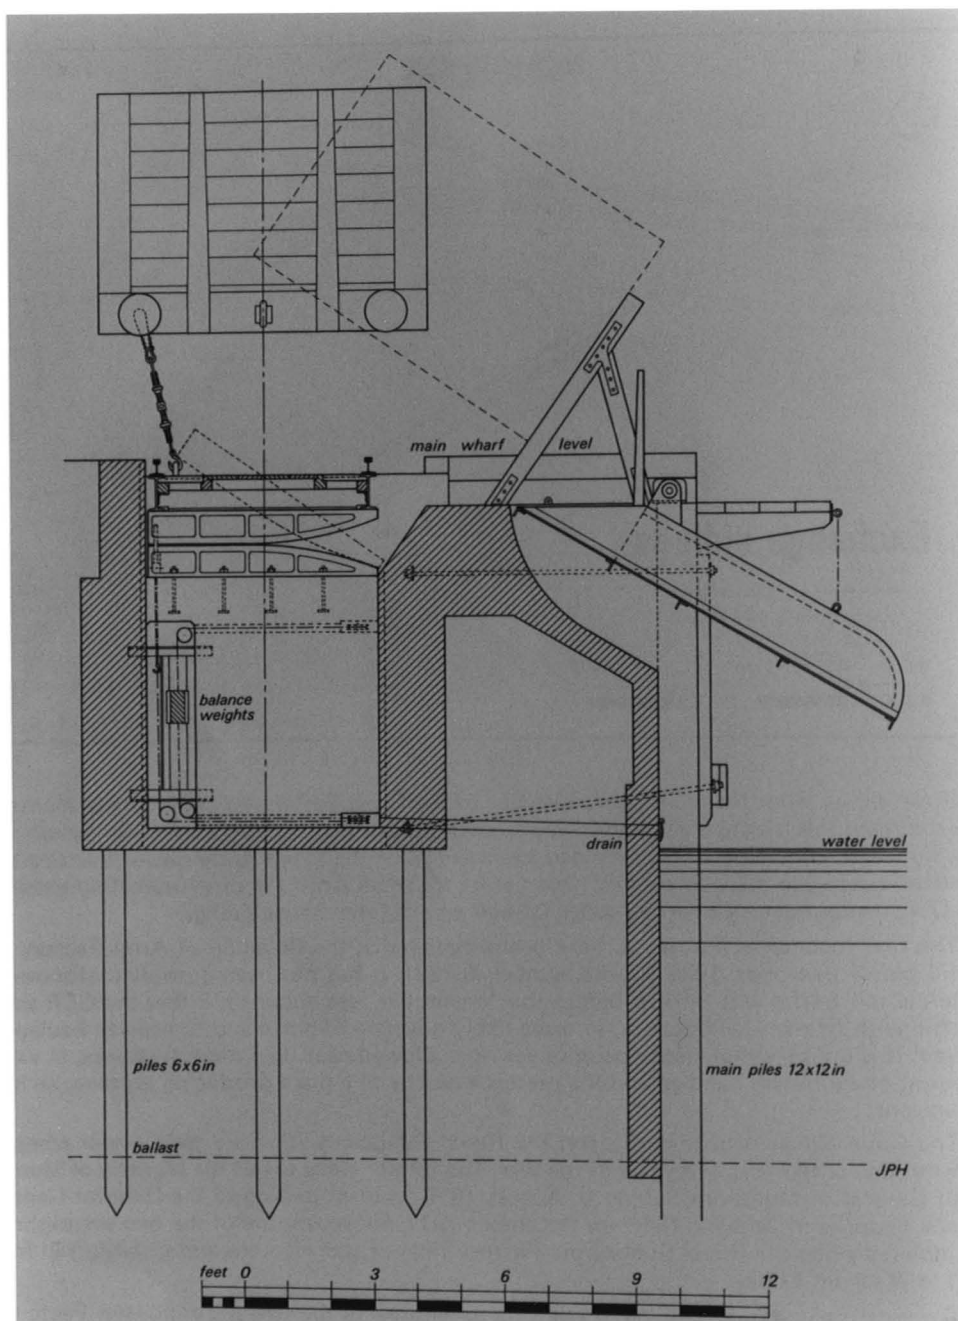 main wharf level
balance
weights
drain
water level
piles 6x6in
main piles 12x12in
ballast
JPH
feet 0 3 6 9 12